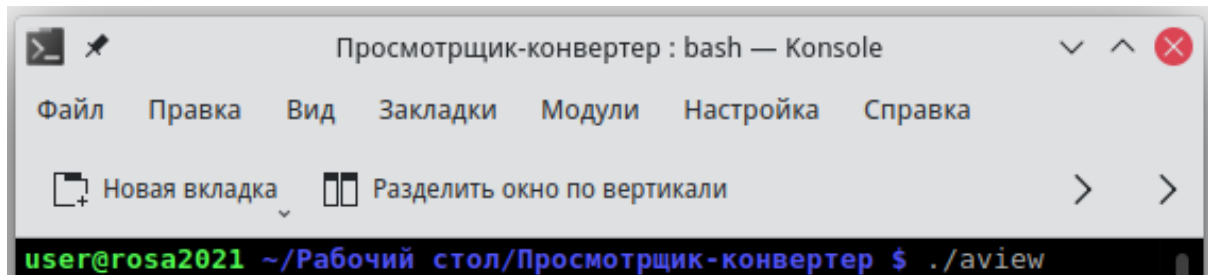 Просмотрщик-конвертер : bash — Konsole
Файл Правка Вид Закладки Модули Настройка Справка
Новая вкладка Разделить окно по вертикали
user@rosa2021 ~/Рабочий стол/Просмотрщик-конвертер $ ./aview